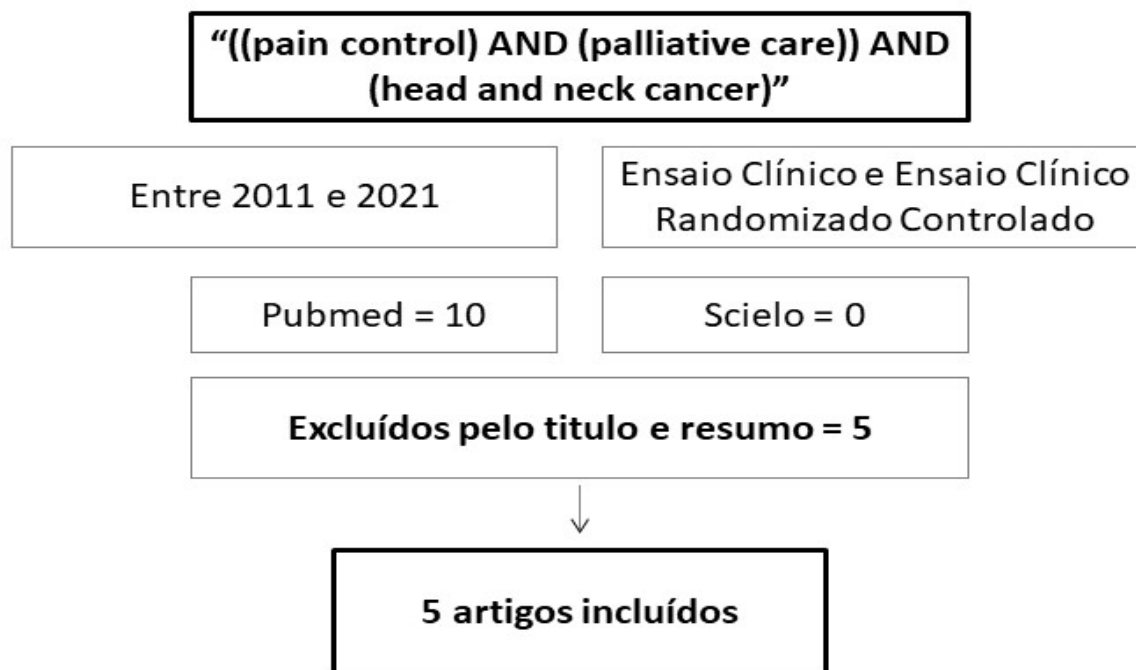 “((pain control) AND (palliative care)) AND
(head and neck cancer)”
Entre 2011 e 2021
Ensaio Clínico e Ensaio Clínico
Randomizado Controlado
Pubmed = 10
Scielo = 0
Excluídos pelo titulo e resumo = 5
5 artigos incluídos